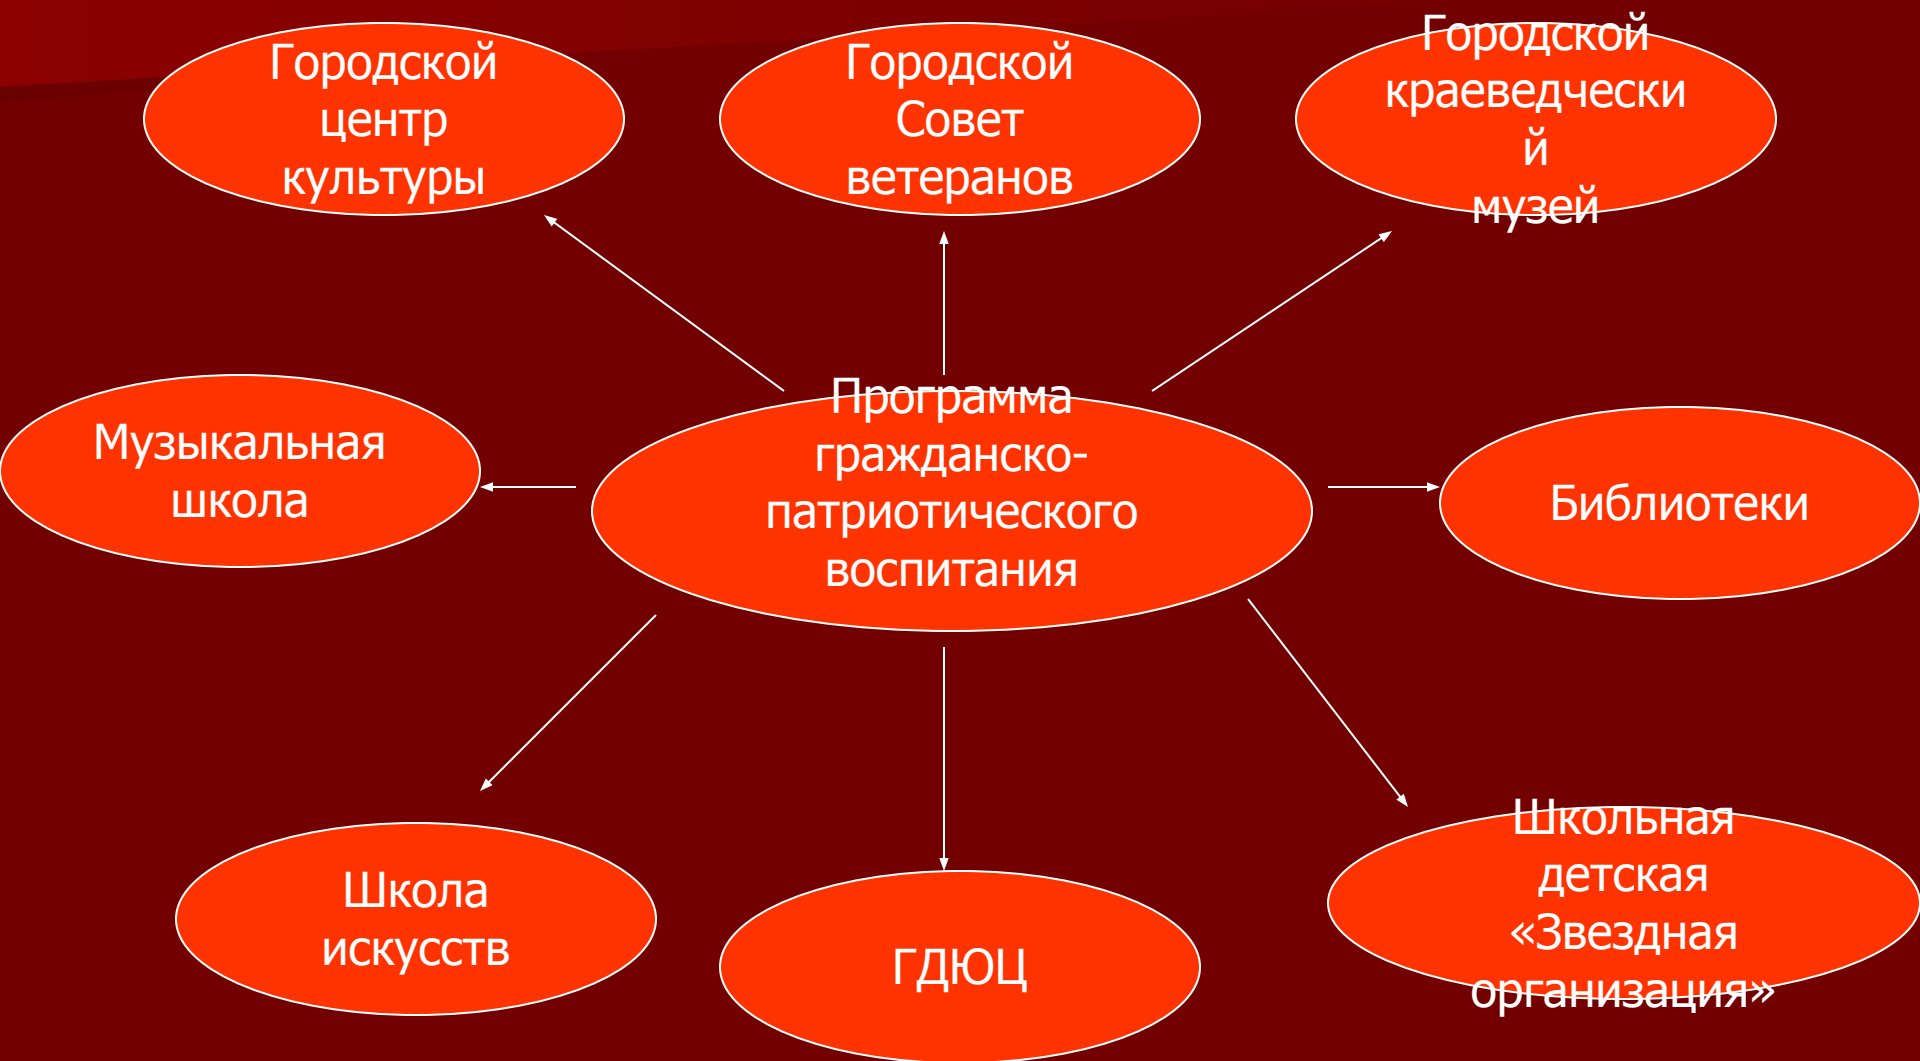 Городской
центр
культуры
Городской
Совет
ветеранов
Городской
краеведчески
й
музей
Музыкальная
школа
Программа
гражданско-
патриотического
воспитания
Библиотеки
Школа
искусств
ГДЮЦ
Школьная
детская
«Звездная
организация»